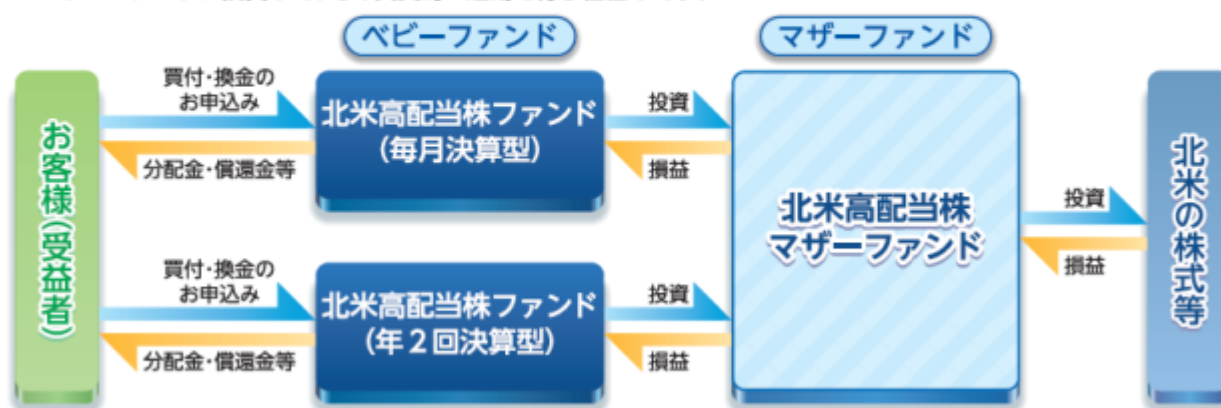 ベビーファンド
マザーファンド
お客様(受益者)
買付・換金の
お申込み
分配金・償還金等
北米高配当株ファンド
(毎月決算型)
投資
損益
買付・換金の
お申込み
分配金・償還金等
北米高配当株ファンド
(年2回決算型)
投資
損益
北米高配当株
マザーファンド
投資
損益
北米の株式等